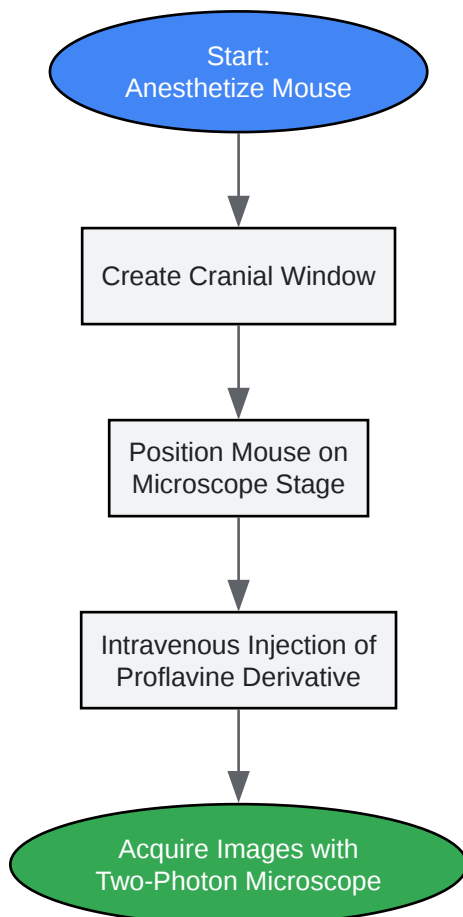 Start:
Anesthetize Mouse
Create Cranial Window
Position Mouse on
Microscope Stage
Intravenous Injection of
Proflavine Derivative
Acquire Images with
Two-Photon Microscope